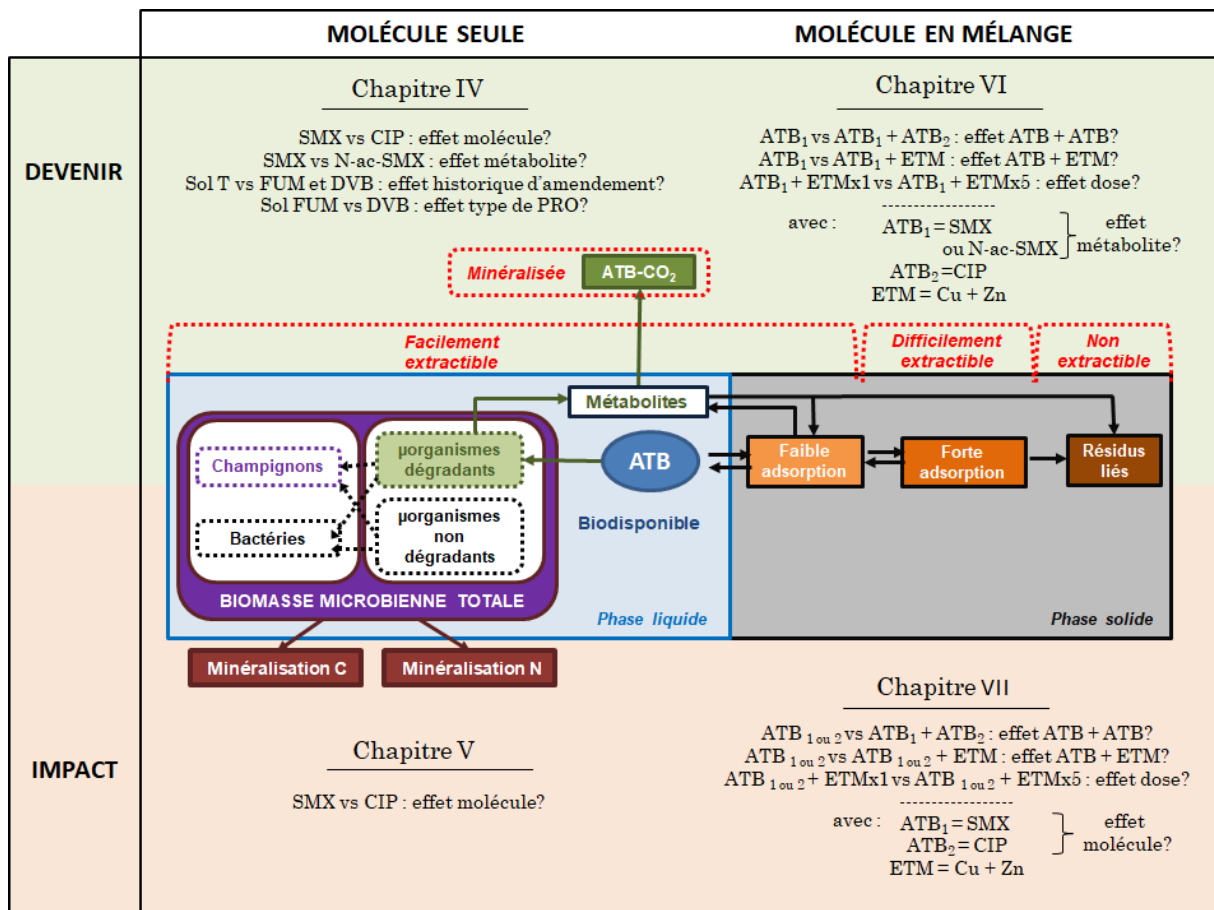 MOLÉCULE SEULE
MOLÉCULE EN MÉLANGE
DEVENIR
Chapitre IV
SMX vs CIP : effet molécule?
SMX vs N-ac-SMX : effet métabolite?
Sol T vs FUM et DVB : effet historique d'amendement?
Sol FUM vs DVB : effet type de PRO?
Chapitre VI
ATB₁ vs ATB₁ + ATB₂ : effet ATB + ATB?
ATB₁ vs ATB₁ + ETM : effet ATB + ETM?
ATB₁ + ETMx1 vs ATB₁ + ETMx5 : effet dose?
------------------
avec : ATB₁ = SMX
ou N-ac-SMX
effet
métabolite?
ATB₂ =CIP
ETM = Cu + Zn
Minéralisée
ATB-CO₂
Facilement
extractible
Difficilement
extractible
Non
extractible
Métabolites
Champignons
µorganismes
dégradants
ATB
Faible
adsorption
Forte
adsorption
Résidus
liés
Bactéries
µorganismes
non
dégradants
Biodisponible
BIOMASSE MICROBIENNE TOTALE
Phase liquide
Phase solide
Minéralisation C
Minéralisation N
IMPACT
Chapitre V
SMX vs CIP : effet molécule?
Chapitre VII
ATB ₁ ₒᵤ ₂ vs ATB₁ + ATB₂ : effet ATB + ATB?
ATB ₁ ₒᵤ ₂ vs ATB ₁ ₒᵤ ₂ + ETM : effet ATB + ETM?
ATB ₁ ₒᵤ ₂ + ETMx1 vs ATB ₁ ₒᵤ ₂ + ETMx5 : effet dose?
------------------
avec : ATB₁ = SMX
ATB₂ = CIP
effet
molécule?
ETM = Cu + Zn